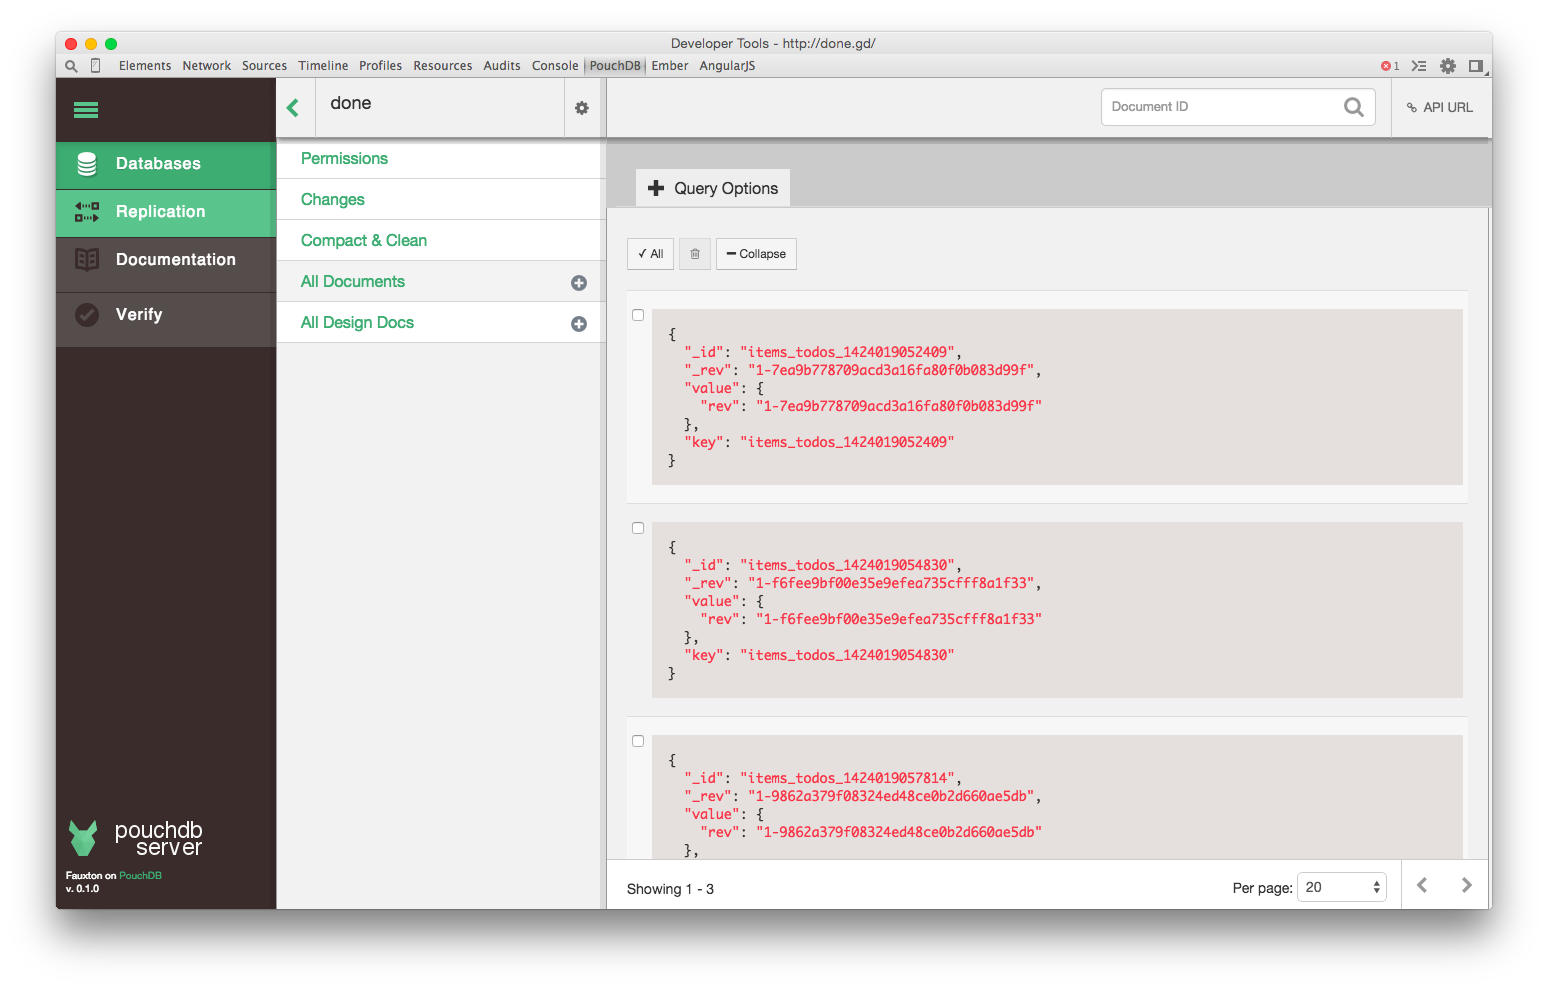 Developer Tools - http://done.gd/
Elements Network Sources Timeline Profiles Resources Audits Console PouchDB Ember AngularJS 1
done
Document ID
API URL
Databases
Replication
Documentation
Verify
Permissions
Changes
Compact & Clean
All Documents
All Design Docs
Query Options
All
Collapse
{
"_id": "items_todos_1424019052409",
"_rev": "1-7ea9b778709acd3a16fa80f0b083d99f",
"value": {
"rev": "1-7ea9b778709acd3a16fa80f0b083d99f"
},
"key": "items_todos_1424019052409"
}
{
"_id": "items_todos_1424019054830",
"_rev": "1-f6fee9bf00e35e9efea735cfff8a1f33",
"value": {
"rev": "1-f6fee9bf00e35e9efea735cfff8a1f33"
},
"key": "items_todos_1424019054830"
}
{
"_id": "items_todos_1424019057814",
"_rev": "1-9862a379f08324ed48ce0b2d660ae5db",
"value": {
"rev": "1-9862a379f08324ed48ce0b2d660ae5db"
},
pouchdb
server
Fauxton on PouchDB
v. 0.1.0
Showing 1 - 3
Per page: 20